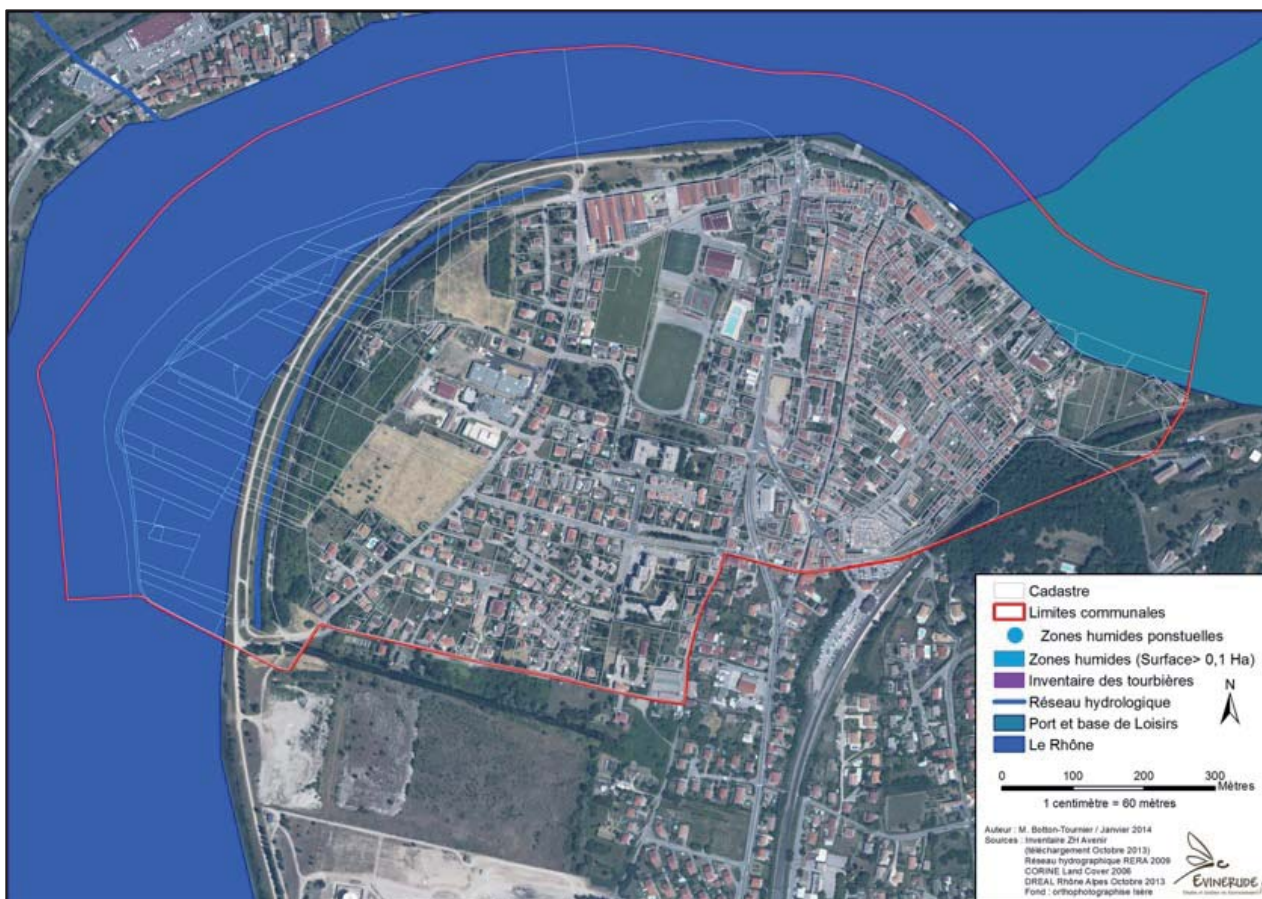 Cadastre
Limites communales
Zones humides ponstuelles
Zones humides (Surface> 0,1 Ha)
Inventaire des tourbières
Réseau hydrologique
Port et base de Loisirs
Le Rhône
N
0 100 200 300
Mètres
1 centimètre = 60 mètres
Auteur : M. Botton-Tournier / Janvier 2014
Sources : Inventaire ZH Avenir
(téléchargement Octobre 2013)
Réseau hydrographique RERA 2009
CORINE Land Cover 2006
DREAL Rhône Alpes Octobre 2013
Fond : orthophotographise Isère
EVINERUDE